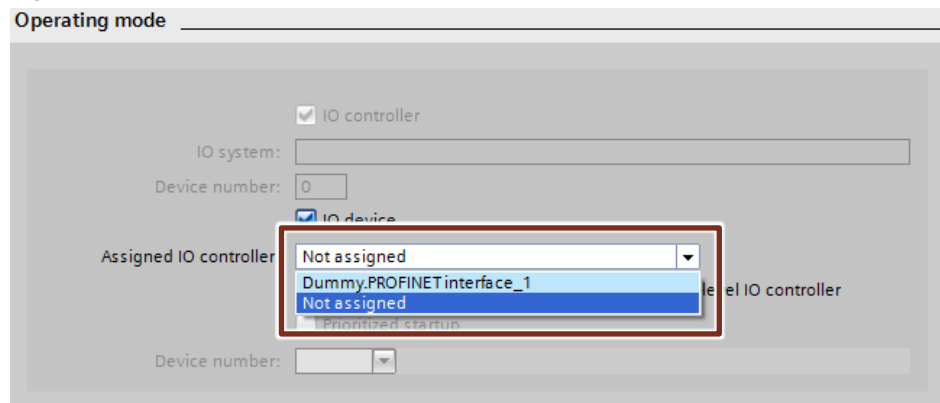 Operating mode
IO controller
IO system:
Device number: 0
IO device
Assigned IO controller Not assigned
Dummy.PROFINET interface_1
IO controller
Not assigned
Prioritized startup
Device number: